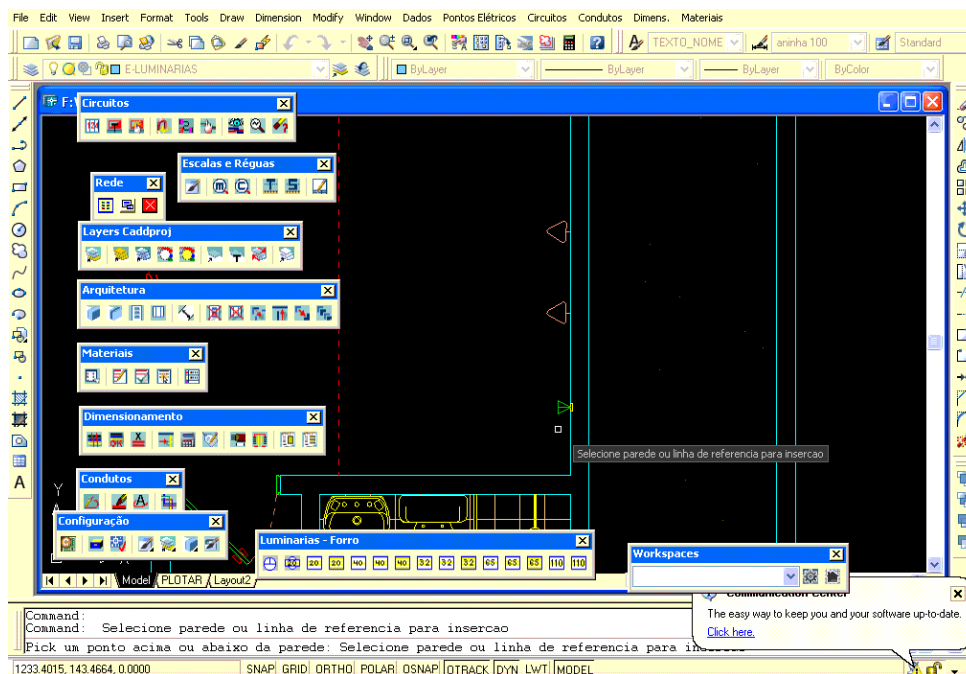 File Edit View Insert Format Tools Draw Dimension Modify Window Dados Pontos Elétricos Circuitos Condutos Dimens. Materiais
TEXTO_NOME aninha 100 Standard
E-LUMINARIAS ByLayer ByLayer ByLayer ByColor
F:\
Circuitos
Escalas e Réguas
Rede
Layers Caddproj
Arquitetura
Materiais
Dimensionamento
Selecione parede ou linha de referencia para insercao
Condutos
Y
Configuração
Luminarias - Forro
20 20 20 40 40 40 32 32 32 65 65 65 110 110
Workspaces
Model PLOTAR Layout2
Communication Center
The easy way to keep you and your software up-to-date.
Click here.
Command:
Command: Selecione parede ou linha de referencia para insercao
Pick um ponto acima ou abaixo da parede: Selecione parede ou linha de referencia para
1233.4015, 143.4664, 0.0000 SNAP GRID ORTHO POLAR OSNAP OTRACK DYN LWT MODEL